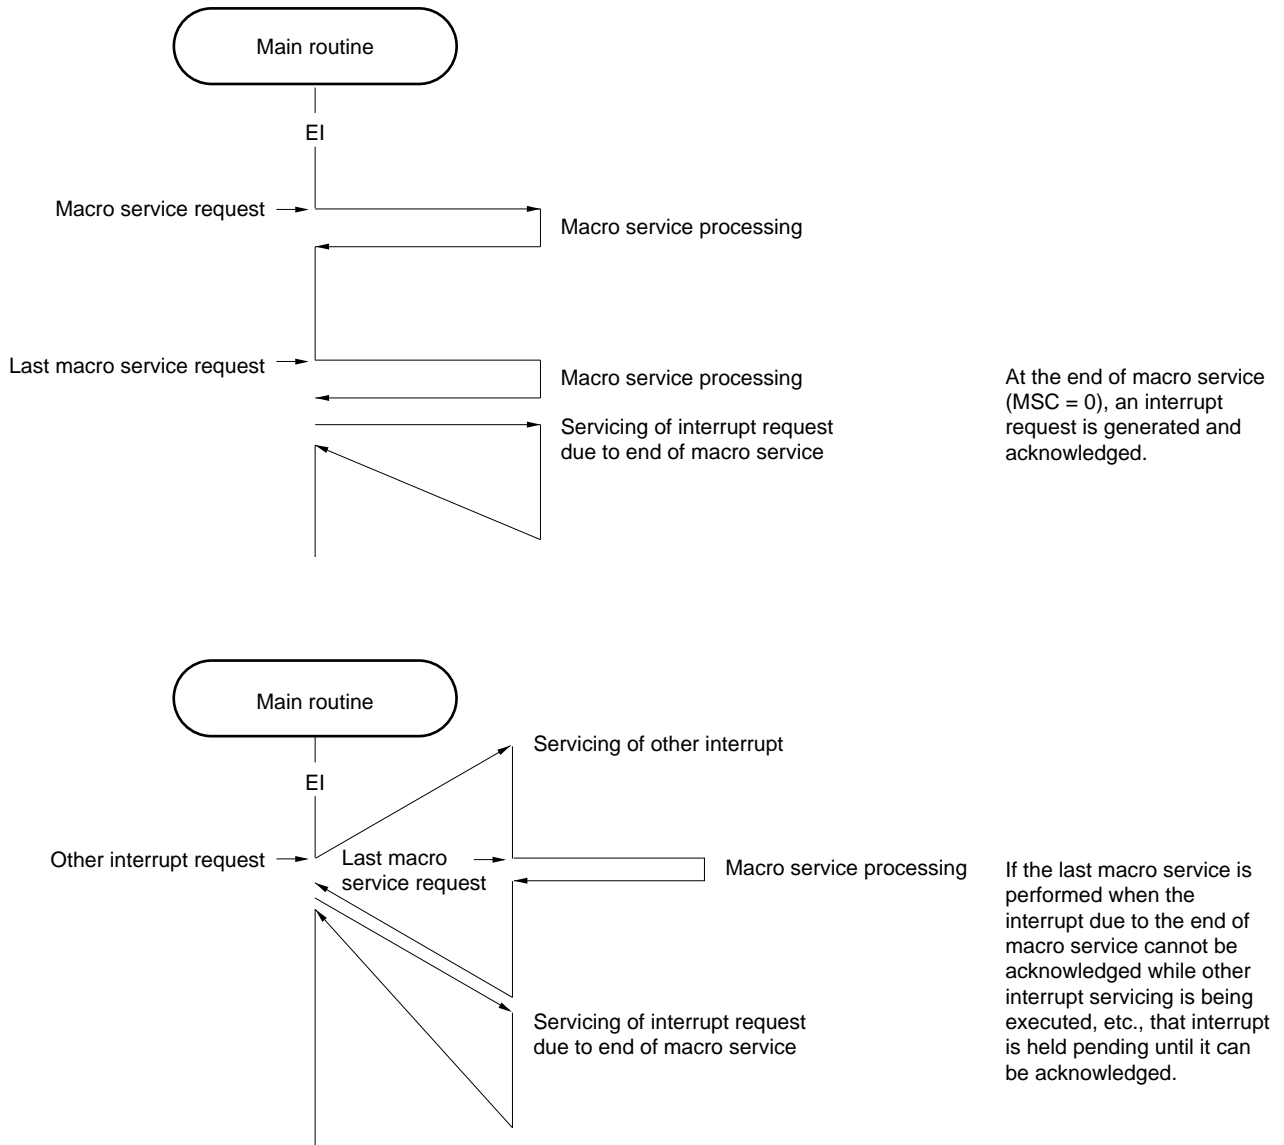 Main routine
EI
Macro service request
Macro service processing
Last macro service request
Macro service processing
Servicing of interrupt request
due to end of macro service
At the end of macro service
(MSC = 0), an interrupt
request is generated and
acknowledged.
Main routine
EI
Servicing of other interrupt
Other interrupt request
Last macro
service request
Macro service processing
Servicing of interrupt request
due to end of macro service
If the last macro service is
performed when the
interrupt due to the end of
macro service cannot be
acknowledged while other
interrupt servicing is being
executed, etc., that interrupt
is held pending until it can
be acknowledged.